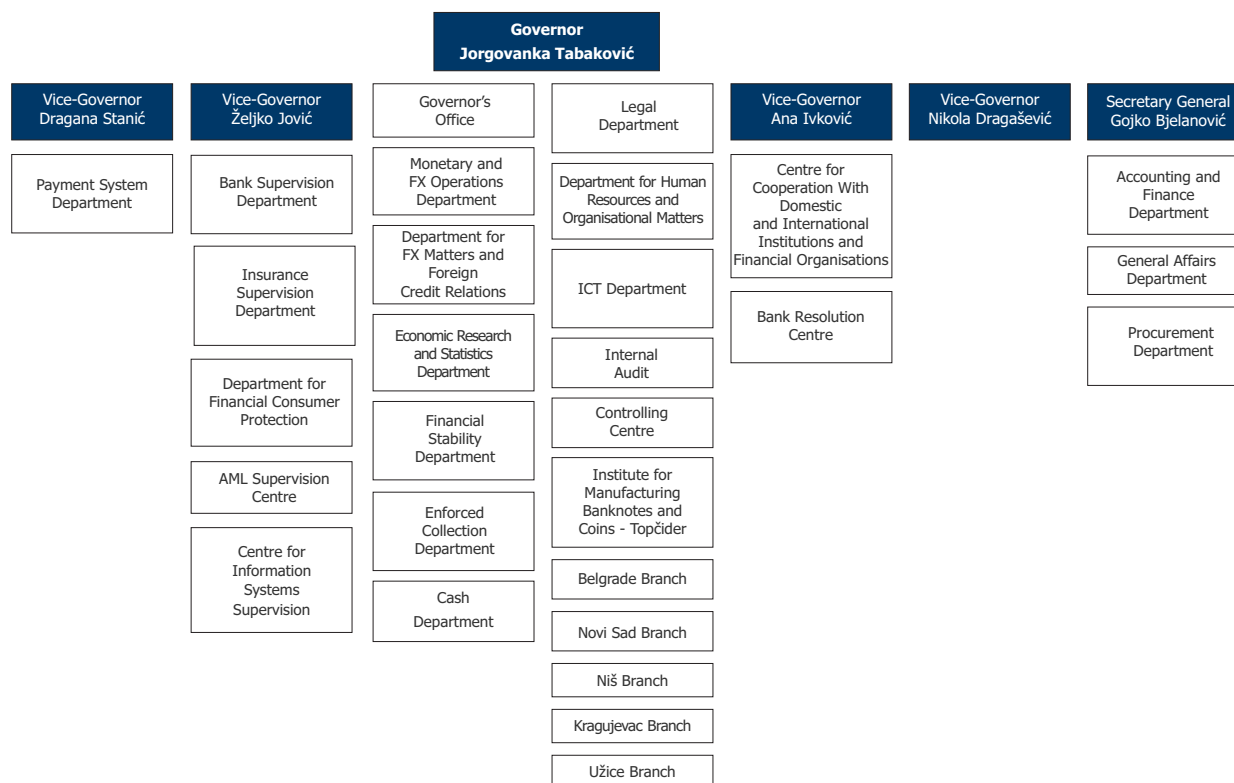 Governor
Jorgovanka Tabaković
Vice-Governor
Dragana Stanić
Payment System
Department
Vice-Governor
Željko Jović
Bank Supervision
Department
Insurance
Supervision
Department
Department for
Financial Consumer
Protection
AML Supervision
Centre
Centre for
Information
Systems
Supervision
Governor's
Office
Monetary and
FX Operations
Department
Department for
FX Matters and
Foreign
Credit Relations
Economic Research
and Statistics
Department
Financial
Stability
Department
Enforced
Collection
Department
Cash
Department
Legal
Department
Department for Human
Resources and
Organisational Matters
ICT Department
Internal
Audit
Controlling
Centre
Institute for
Manufacturing
Banknotes and
Coins - Topčider
Belgrade Branch
Novi Sad Branch
Niš Branch
Kragujevac Branch
Užice Branch
Vice-Governor
Ana Ivković
Centre for
Cooperation With
Domestic
and International
Institutions and
Financial Organisations
Bank Resolution
Centre
Vice-Governor
Nikola Dragašević
Secretary General
Gojko Bjelanović
Accounting and
Finance
Department
General Affairs
Department
Procurement
Department